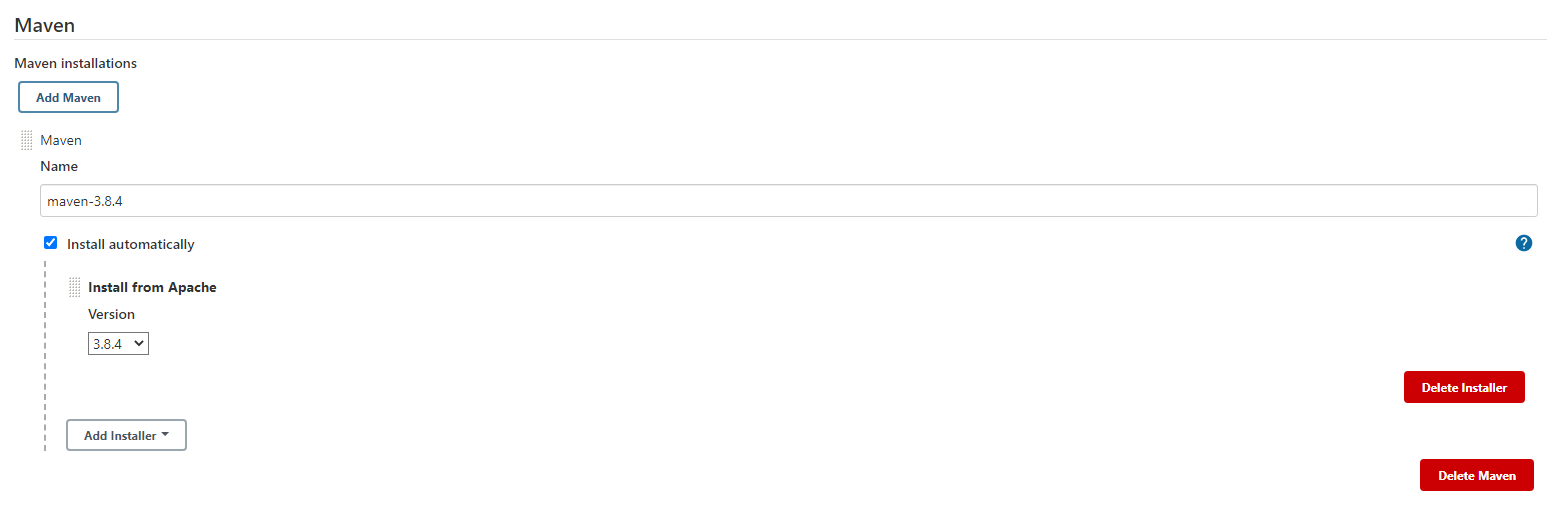 Maven
Maven installations
Add Maven
Maven
Name
maven-3.8.4
Install automatically
?
Install from Apache
Version
3.8.4
Delete Installer
Add Installer
Delete Maven